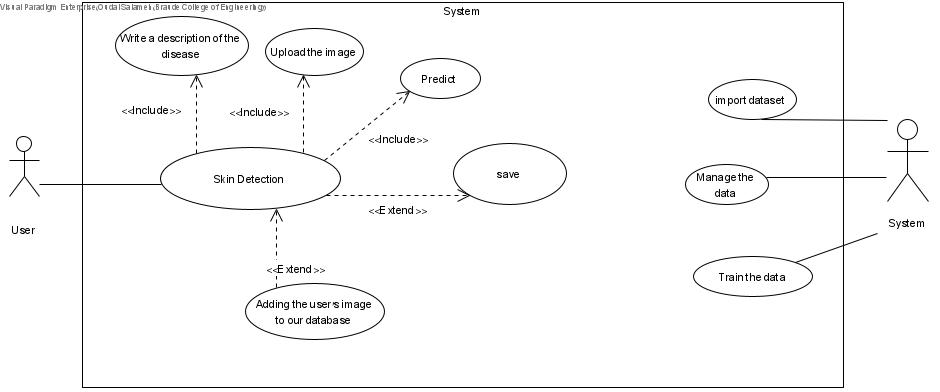 Visual Paradigm Enterprise(Oudai Salameh(Braude College of Engineering))
System
Write a description of the
disease
Upload the image
Predict
<<Include>>
<<Include>>
<<Include>>
import dataset
Skin Detection
save
Manage the
data
<<Extend>>
User
System
<<Extend>>
Train the data
Adding the user's image
to our database